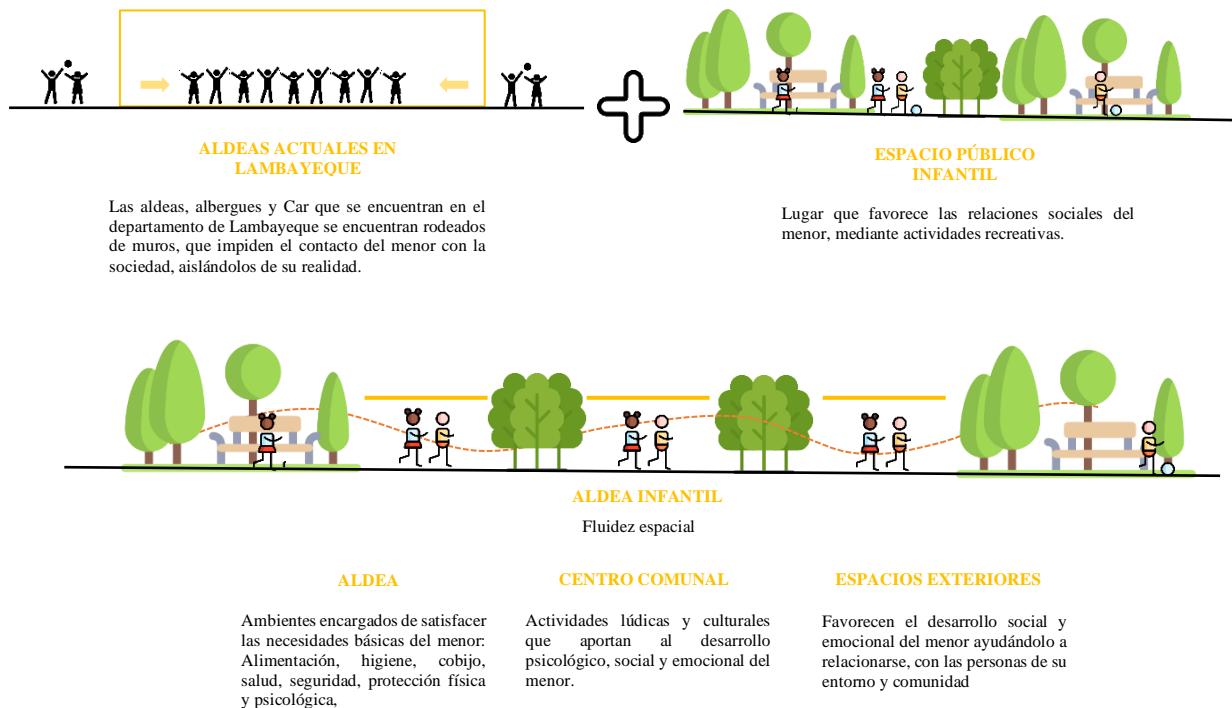 ALDEAS ACTUALES EN
LAMBAYEQUE
Las aldeas, albergues y Car que se encuentran en el
departamento de Lambayeque se encuentran rodeados
de muros, que impiden el contacto del menor con la
sociedad, aislándolos de su realidad.
ESPACIO PÚBLICO
INFANTIL
Lugar que favorece las relaciones sociales del
menor, mediante actividades recreativas.
ALDEA INFANTIL
Fluidez espacial
ALDEA
Ambientes encargados de satisfacer
las necesidades básicas del menor:
Alimentación, higiene, cobijo,
salud, seguridad, protección física
y psicológica,
CENTRO COMUNAL
Actividades lúdicas y culturales
que aportan al desarrollo
psicológico, social y emocional del
menor.
ESPACIOS EXTERIORES
Favorecen el desarrollo social y
emocional del menor ayudándolo a
relacionarse, con las personas de su
entorno y comunidad